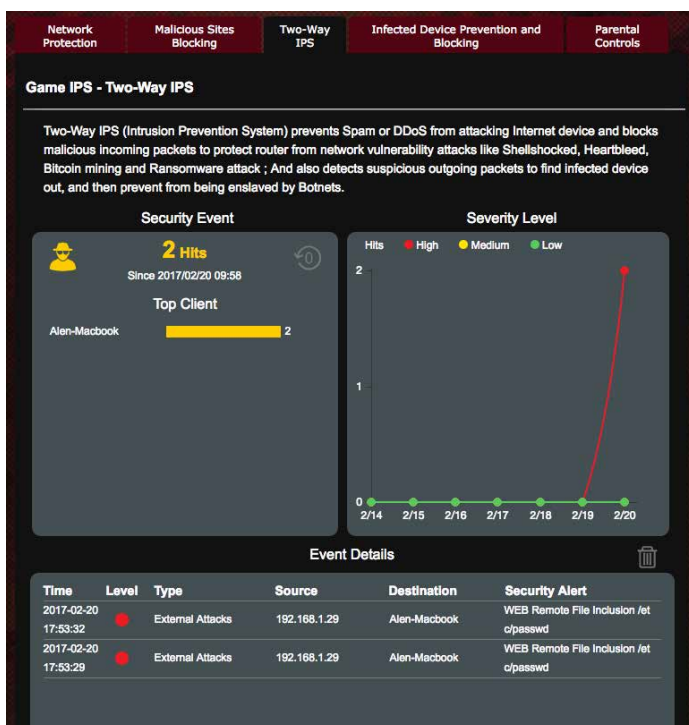 Network Protection
Malicious Sites Blocking
Two-Way IPS
Infected Device Prevention and Blocking
Parental Controls
Game IPS - Two-Way IPS
Two-Way IPS (Intrusion Prevention System) prevents Spam or DDoS from attacking Internet device and blocks
malicious incoming packets to protect router from network vulnerability attacks like Shellshocked, Heartbleed,
Bitcoin mining and Ransomware attack ; And also detects suspicious outgoing packets to find infected device
out, and then prevent from being enslaved by Botnets.
Security Event
2 Hits
0
Since 2017/02/20 09:58
Top Client
Alen-Macbook 2
Severity Level
Hits High Medium Low
2
1
0
2/14 2/15 2/16 2/17 2/18 2/19 2/20
Event Details
Time Level Type Source Destination Security Alert
2017-02-20
17:53:32
External Attacks 192.168.1.29 Alen-Macbook
WEB Remote File Inclusion /et
c/passwd
2017-02-20
17:53:29
External Attacks 192.168.1.29 Alen-Macbook
WEB Remote File Inclusion /et
c/passwd